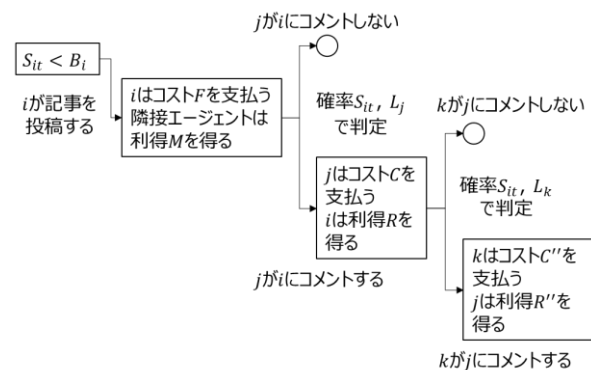 S_{it} < B_i
iが記事を
投稿する
iはコストFを支払う
隣接エージェントは
利得Mを得る
jがiにコメントしない
確率S_{it}, L_j
で判定
jはコストCを
支払う
iは利得Rを
得る
jがiにコメントする
kがjにコメントしない
確率S_{it}, L_k
で判定
kはコストC''を
支払う
jは利得R''を
得る
kがjにコメントする